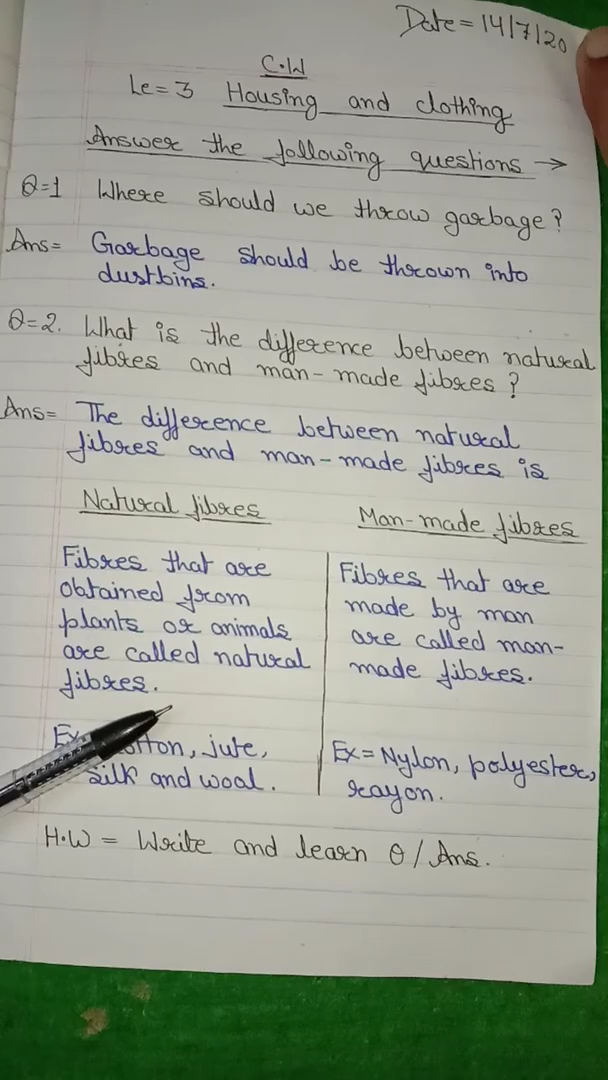 Date = 14/7/20
C.W
Le = 3 Housing and clothing
Answer the following questions →
Q=1 Where should we throw garbage?
Ans= Garbage should be thrown into
dustbins.
Q=2. What is the difference between natural
fibres and man-made fibres?
Ans= The difference between natural
fibres and man-made fibres is
Natural fibres
Fibres that are
obtained from
plants or animals
are called natural
fibres.
jute,
silk and woal.
Man-made fibres
Fibres that are
made by man
are called man-
made fibres.
Ex= Nylon, polyester,
rayon.
H.W = Write and learn Q/Ans.